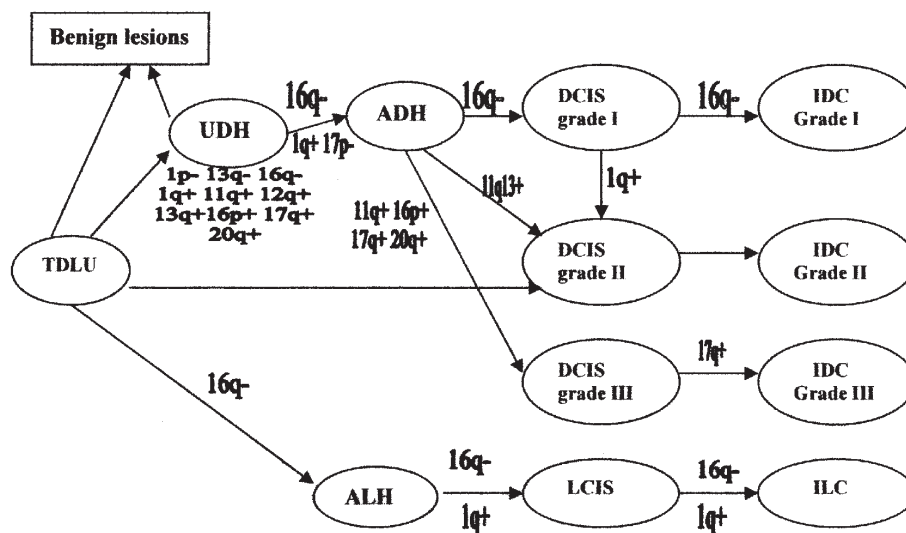 Benign lesions
UDH
16q-
1q+ 17p-
ADH
16q-
DCIS
grade I
16q-
IDC
Grade I
1p- 13q- 16q-
1q+ 11q+ 12q+
13q+16p+ 17q+
20q+
11q+ 16p+
17q+ 20q+
11q13+
1q+
TDLU
DCIS
grade II
IDC
Grade II
DCIS
grade III
17q+
IDC
Grade III
16q-
ALH
16q-
1q+
LCIS
16q-
1q+
ILC